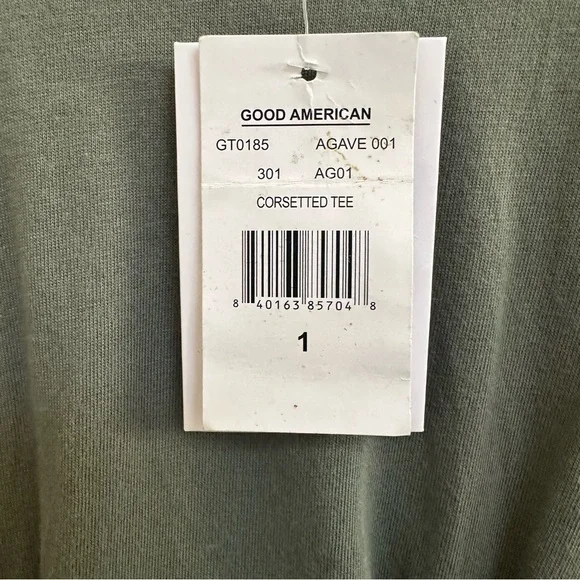 GOOD AMERICAN
GT0185 AGAVE 001
301 AG01
CORSETTED TEE
8 40163 85704 8
1